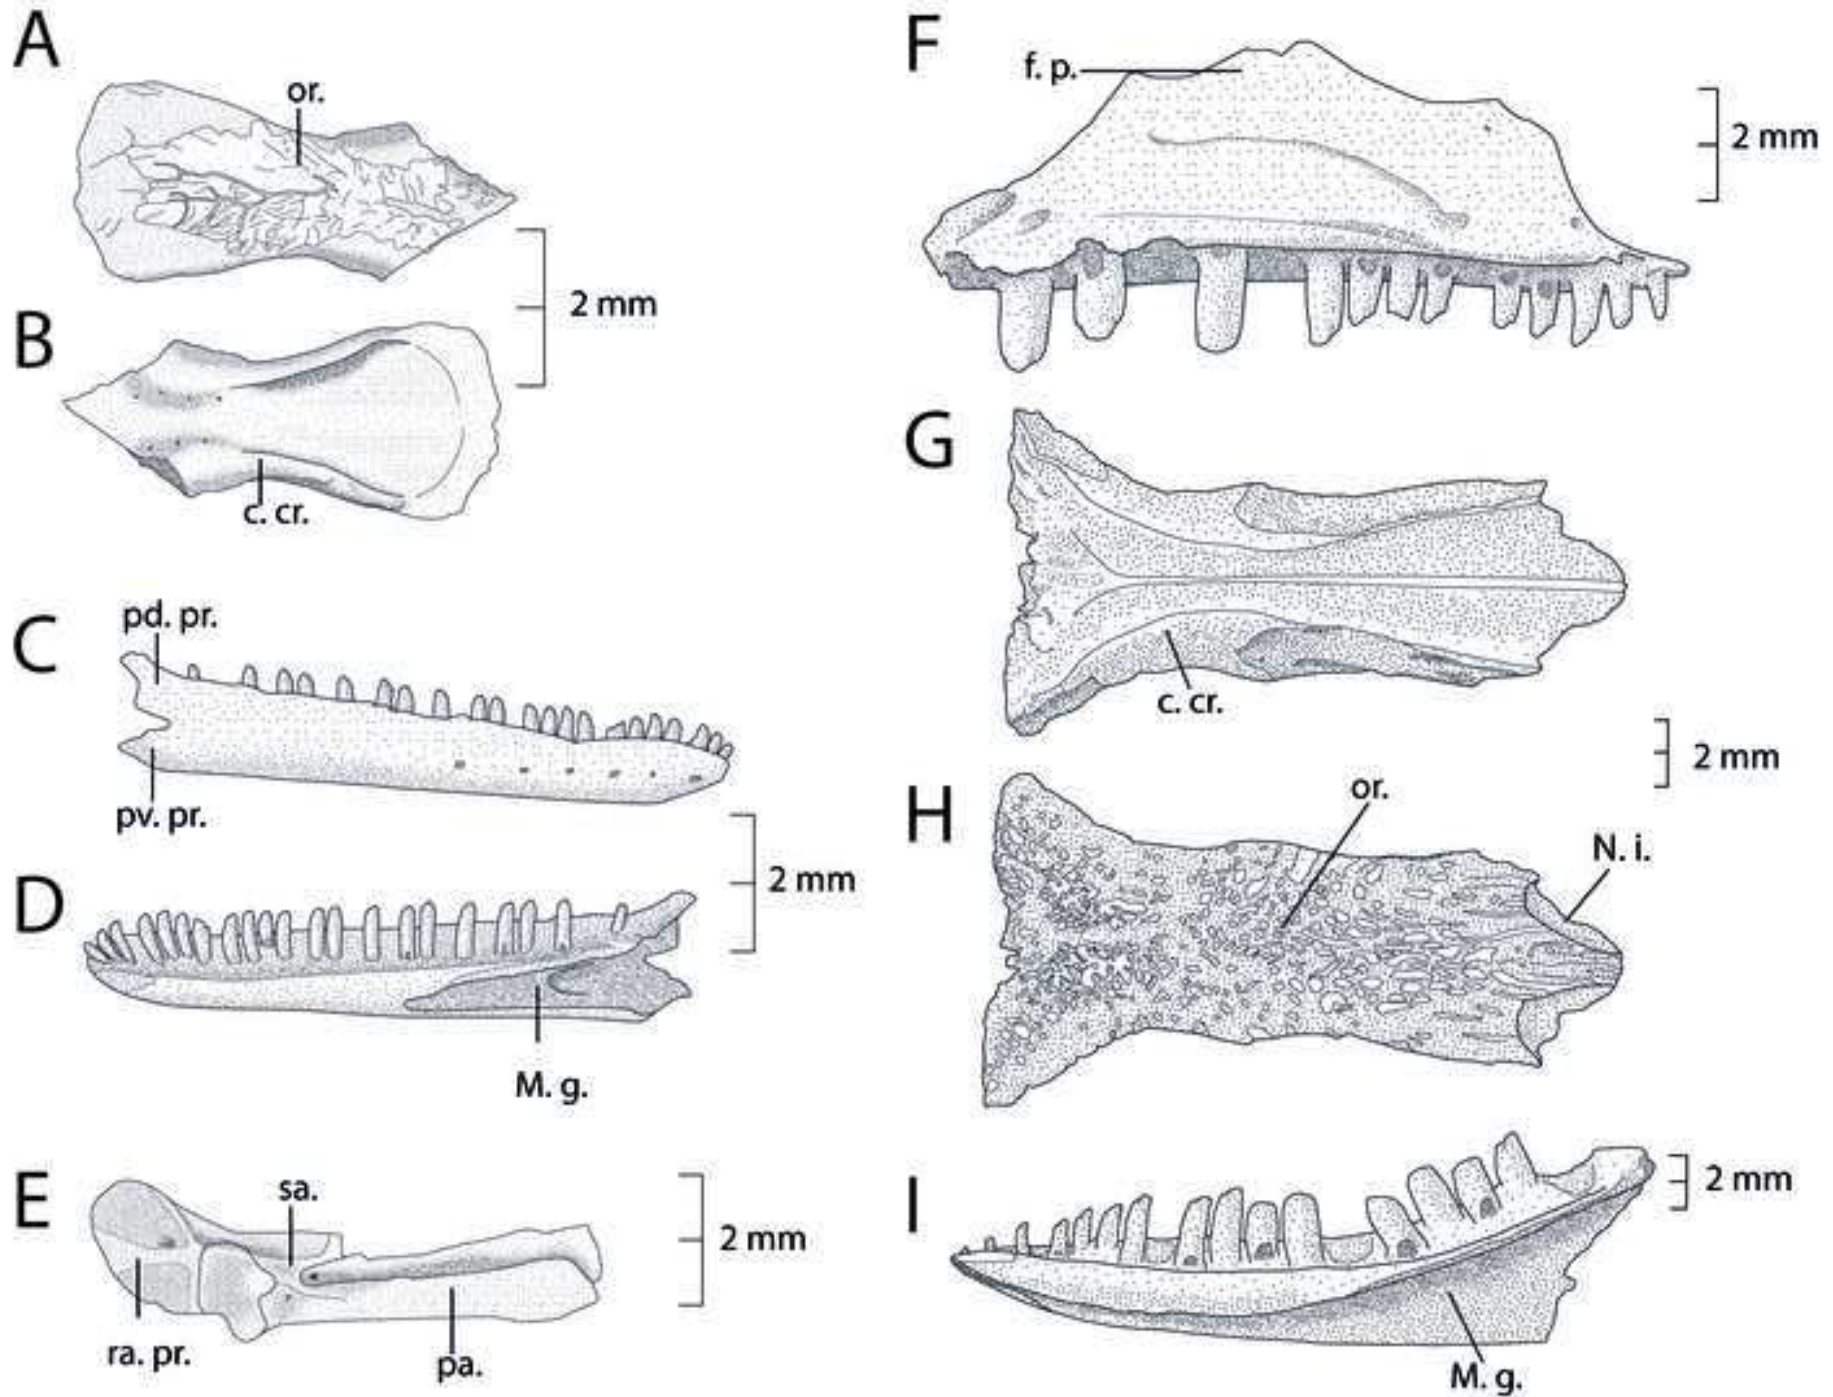 A
or.
2 mm
B
c. cr.
C
pd. pr.
pv. pr.
2 mm
D
M. g.
E
sa.
2 mm
ra. pr.
pa.
F
f. p.
2 mm
G
c. cr.
2 mm
H
or.
N. i.
I
2 mm
M. g.